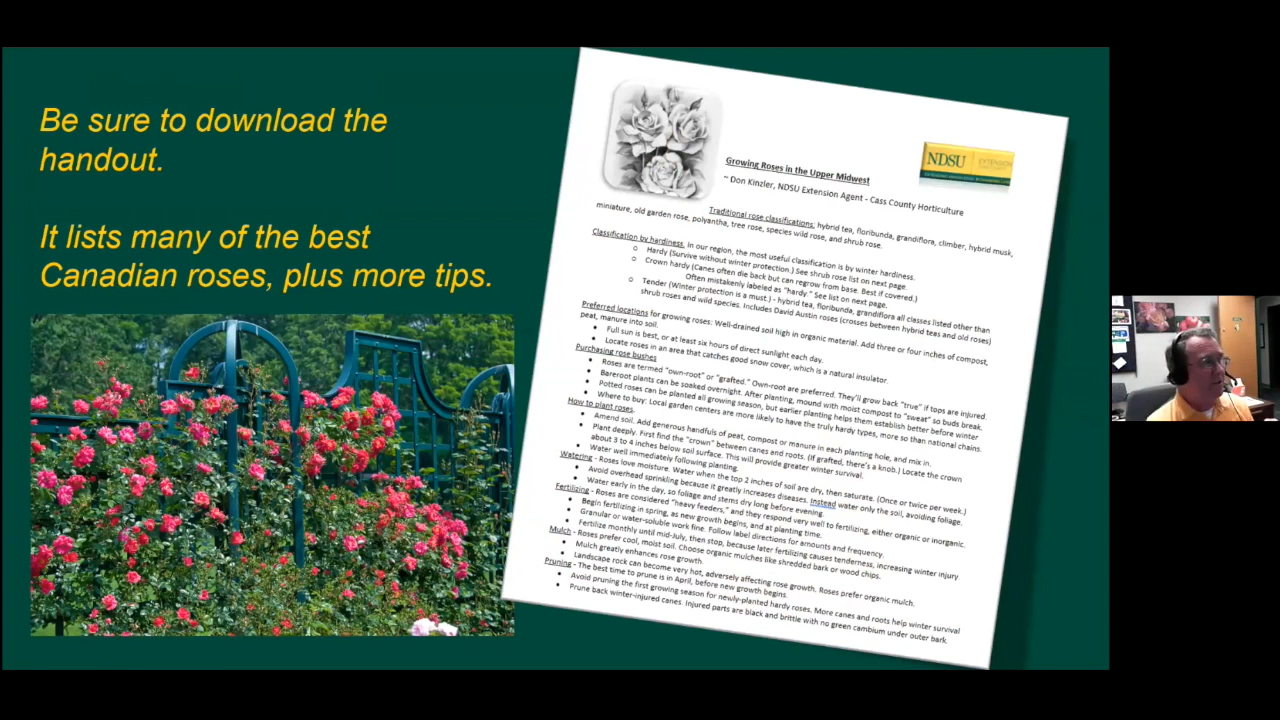 Be sure to download the
handout.
It lists many of the best
Canadian roses, plus more tips.
NDSU EXTENSION
Growing Roses in the Upper Midwest
~ Don Kinzler, NDSU Extension Agent - Cass County Horticulture
Traditional rose classifications: hybrid tea, floribunda, grandiflora, climber, hybrid musk,
miniature, old garden rose, polyantha, tree rose, species wild rose, and shrub rose.
Classification by hardiness. In our region, the most useful classification is by winter hardiness.
o Hardy (Survive without winter protection.) See shrub rose list on next page.
o Crown hardy (Canes often die back but can regrow from base. Best if covered.)
Often mistakenly labeled as "hardy." See list on next page.
o Tender (Winter protection is a must.) - hybrid tea, floribunda, grandiflora all classes listed other than
shrub roses and wild species. Includes David Austin roses (crosses between hybrid teas and old roses)
Preferred locations for growing roses: Well-drained soil high in organic material. Add three or four inches of compost,
peat, manure into soil.
• Full sun is best, or at least six hours of direct sunlight each day.
• Locate roses in an area that catches good snow cover, which is a natural insulator.
Purchasing rose bushes
• Roses are termed "own-root" or "grafted." Own-root are preferred. They'll grow back "true" if tops are injured.
• Bareroot plants can be soaked overnight. After planting, mound with moist compost to "sweat" so buds break.
• Potted roses can be planted all growing season, but earlier planting helps them establish better before winter
• Where to buy: Local garden centers are more likely to have the truly hardy types, more so than national chains.
How to plant roses.
• Amend soil. Add generous handfuls of peat, compost or manure in each planting hole, and mix in.
• Plant deeply. First find the "crown" between canes and roots. (If grafted, there's a knob.) Locate the crown
about 3 to 4 inches below soil surface. This will provide greater winter survival.
• Water well immediately following planting.
Watering - Roses love moisture. Water when the top 2 inches of soil are dry, then saturate. (Once or twice per week.)
• Avoid overhead sprinkling because it greatly increases diseases. Instead water only the soil, avoiding foliage.
• Water early in the day, so foliage and stems dry long before evening.
Fertilizing - Roses are considered "heavy feeders," and they respond very well to fertilizing, either organic or inorganic.
• Begin fertilizing in spring, as new growth begins, and at planting time.
• Granular or water-soluble work fine. Follow label directions for amounts and frequency.
• Fertilize monthly until mid-July, then stop, because later fertilizing causes tenderness, increasing winter injury
Mulch - Roses prefer cool, moist soil. Choose organic mulches like shredded bark or wood chips.
• Mulch greatly enhances rose growth.
• Landscape rock can become very hot, adversely affecting rose growth. Roses prefer organic mulch.
Pruning - The best time to prune is in April, before new growth begins.
• Avoid pruning the first growing season for newly-planted hardy roses. More canes and roots help winter survival
• Prune back winter-injured canes. Injured parts are black and brittle with no green cambium under outer bark.